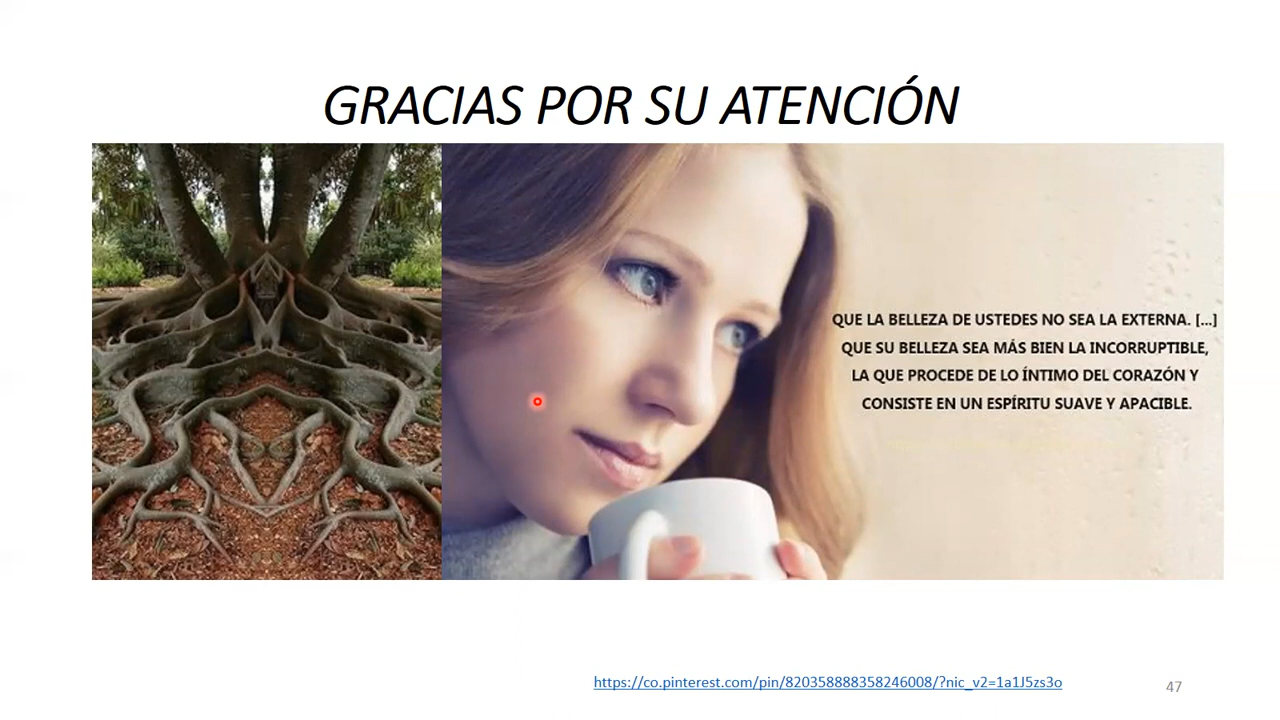 GRACIAS POR SU ATENCIÓN
QUE LA BELLEZA DE USTEDES NO SEA LA EXTERNA. [...]
QUE SU BELLEZA SEA MÁS BIEN LA INCORRUPTIBLE,
LA QUE PROCEDE DE LO ÍNTIMO DEL CORAZÓN Y
CONSISTE EN UN ESPÍRITU SUAVE Y APACIBLE.
https://co.pinterest.com/pin/820358888358246008/?nic_v2=1a1J5zs3o
47